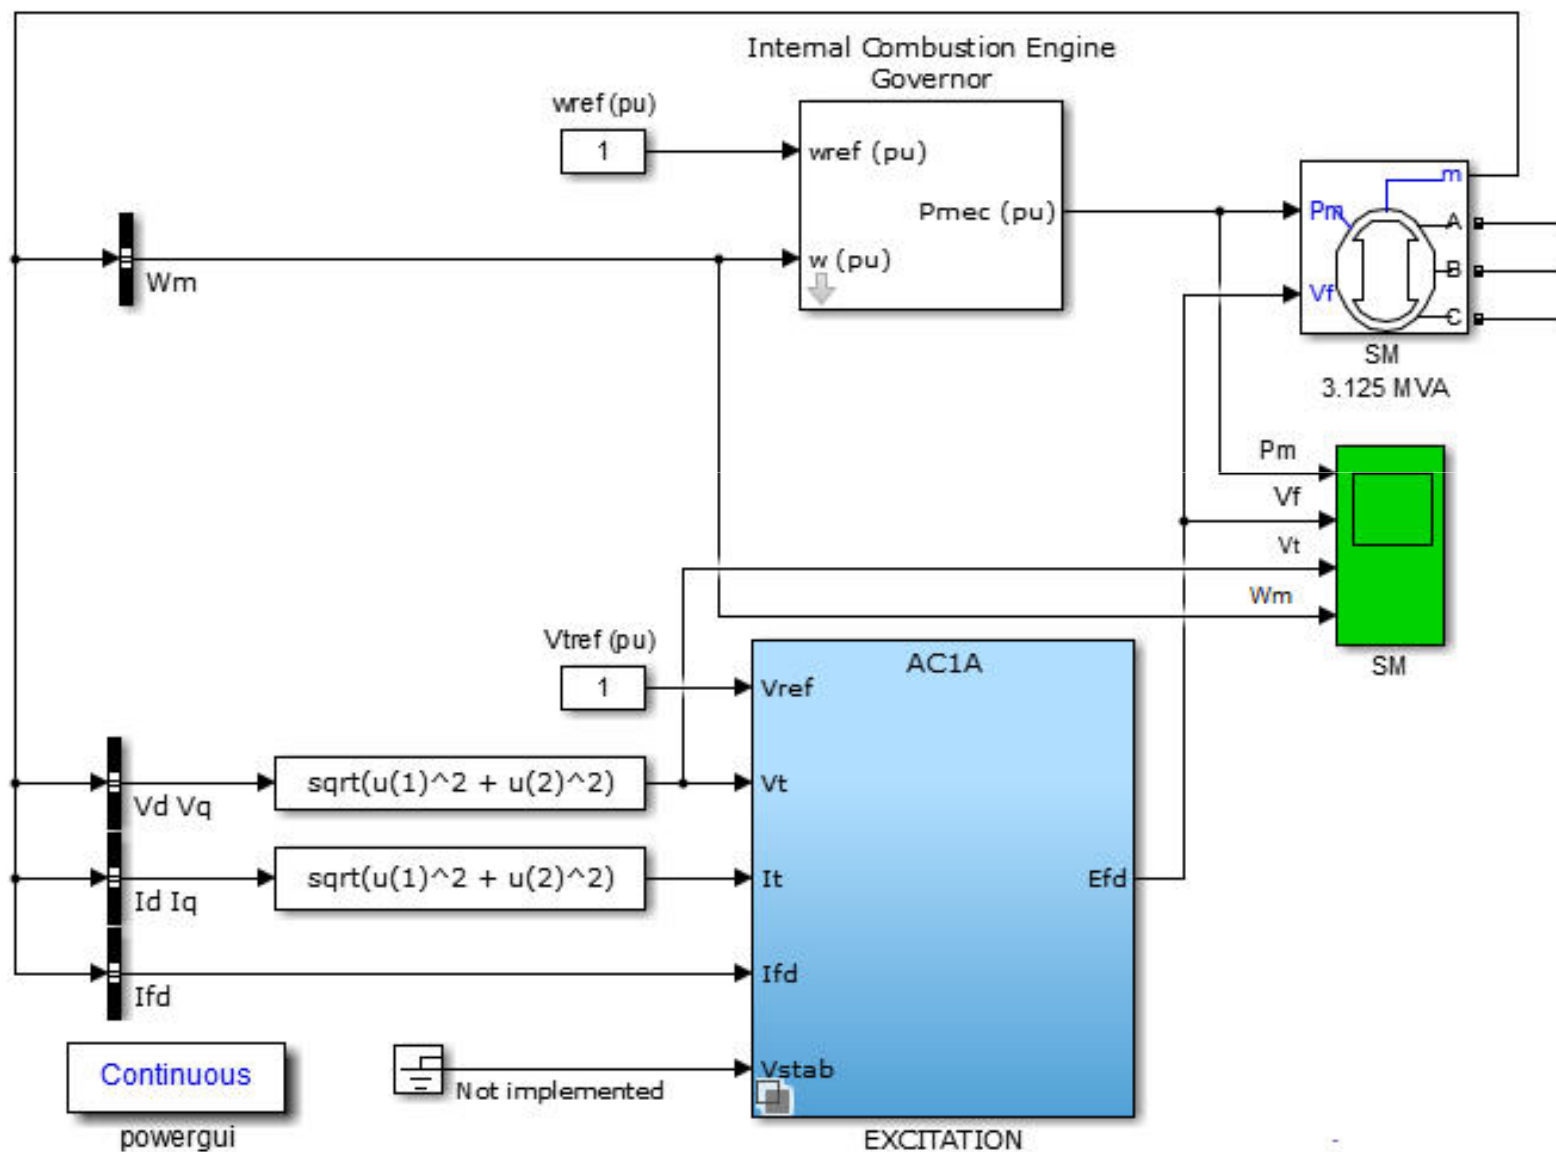 Internal Combustion Engine
Governor
wref (pu)
1
wref (pu)
Pmec (pu)
w (pu)
Wm
m
Pm
A
B
Vf
C
SM
3.125 MVA
Pm
Vf
Vt
Wm
SM
Vtref (pu)
1
AC1A
Vref
sqrt(u(1)^2 + u(2)^2)
Vt
Vd Vq
sqrt(u(1)^2 + u(2)^2)
It
Efd
Id Iq
Ifd
Ifd
Continuous
powergui
Not implemented
Vstab
EXCITATION